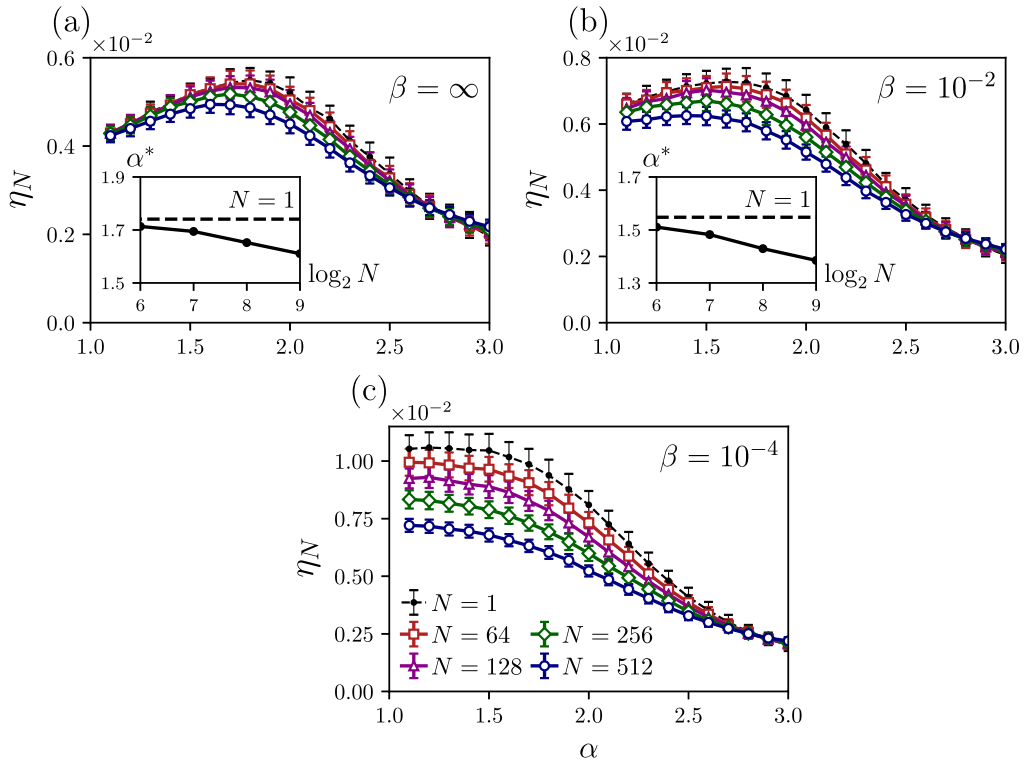 (a)
×10⁻²
0.6
0.4
0.2
0.0
η_N
β = ∞
α*
1.9
1.7
1.5
N = 1
log₂ N
6 7 8 9
1.0 1.5 2.0 2.5 3.0
(b)
×10⁻²
0.8
0.6
0.4
0.2
0.0
η_N
β = 10⁻²
α*
1.7
1.5
1.3
N = 1
log₂ N
6 7 8 9
1.0 1.5 2.0 2.5 3.0
(c)
×10⁻²
1.00
0.75
0.50
0.25
0.00
η_N
β = 10⁻⁴
N = 1
N = 64
N = 128
N = 256
N = 512
1.0 1.5 2.0 2.5 3.0
α